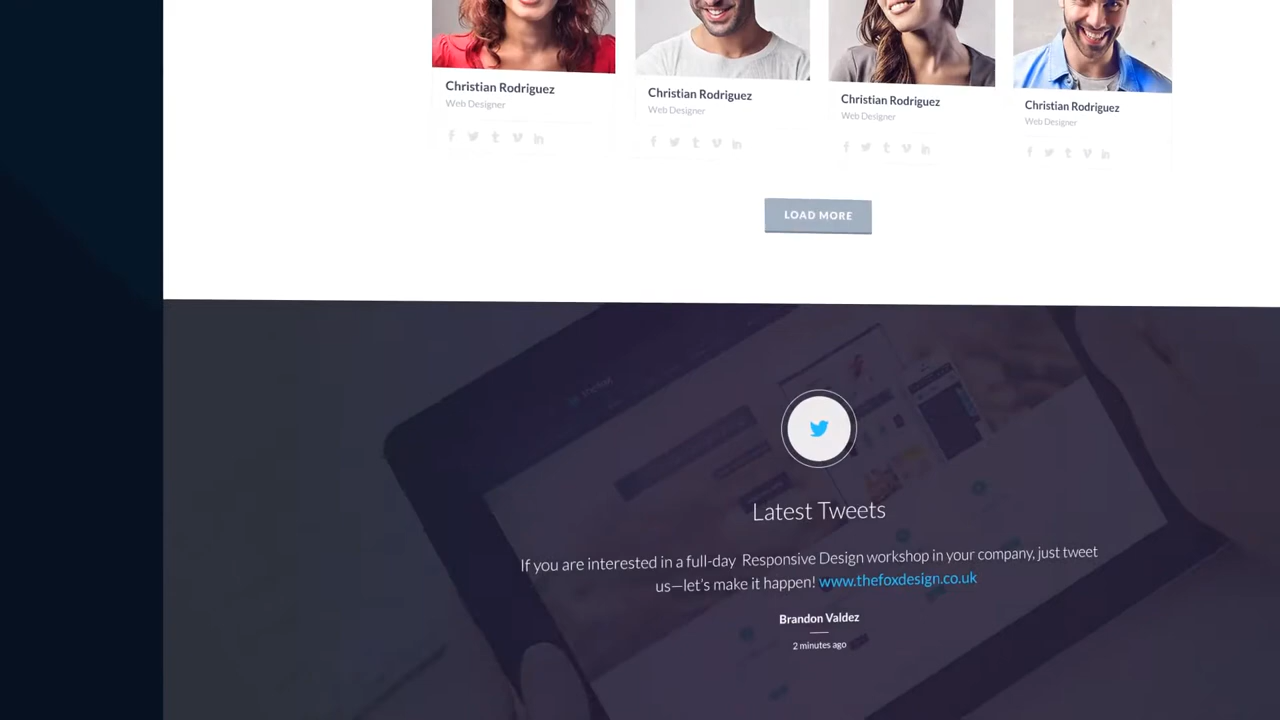 Christian Rodriguez
Web Designer
Christian Rodriguez
Web Designer
Christian Rodriguez
Web Designer
Christian Rodriguez
Web Designer
LOAD MORE
Latest Tweets
If you are interested in a full-day Responsive Design workshop in your company, just tweet
us—let's make it happen! www.thefoxdesign.co.uk
Brandon Valdez
2 minutes ago